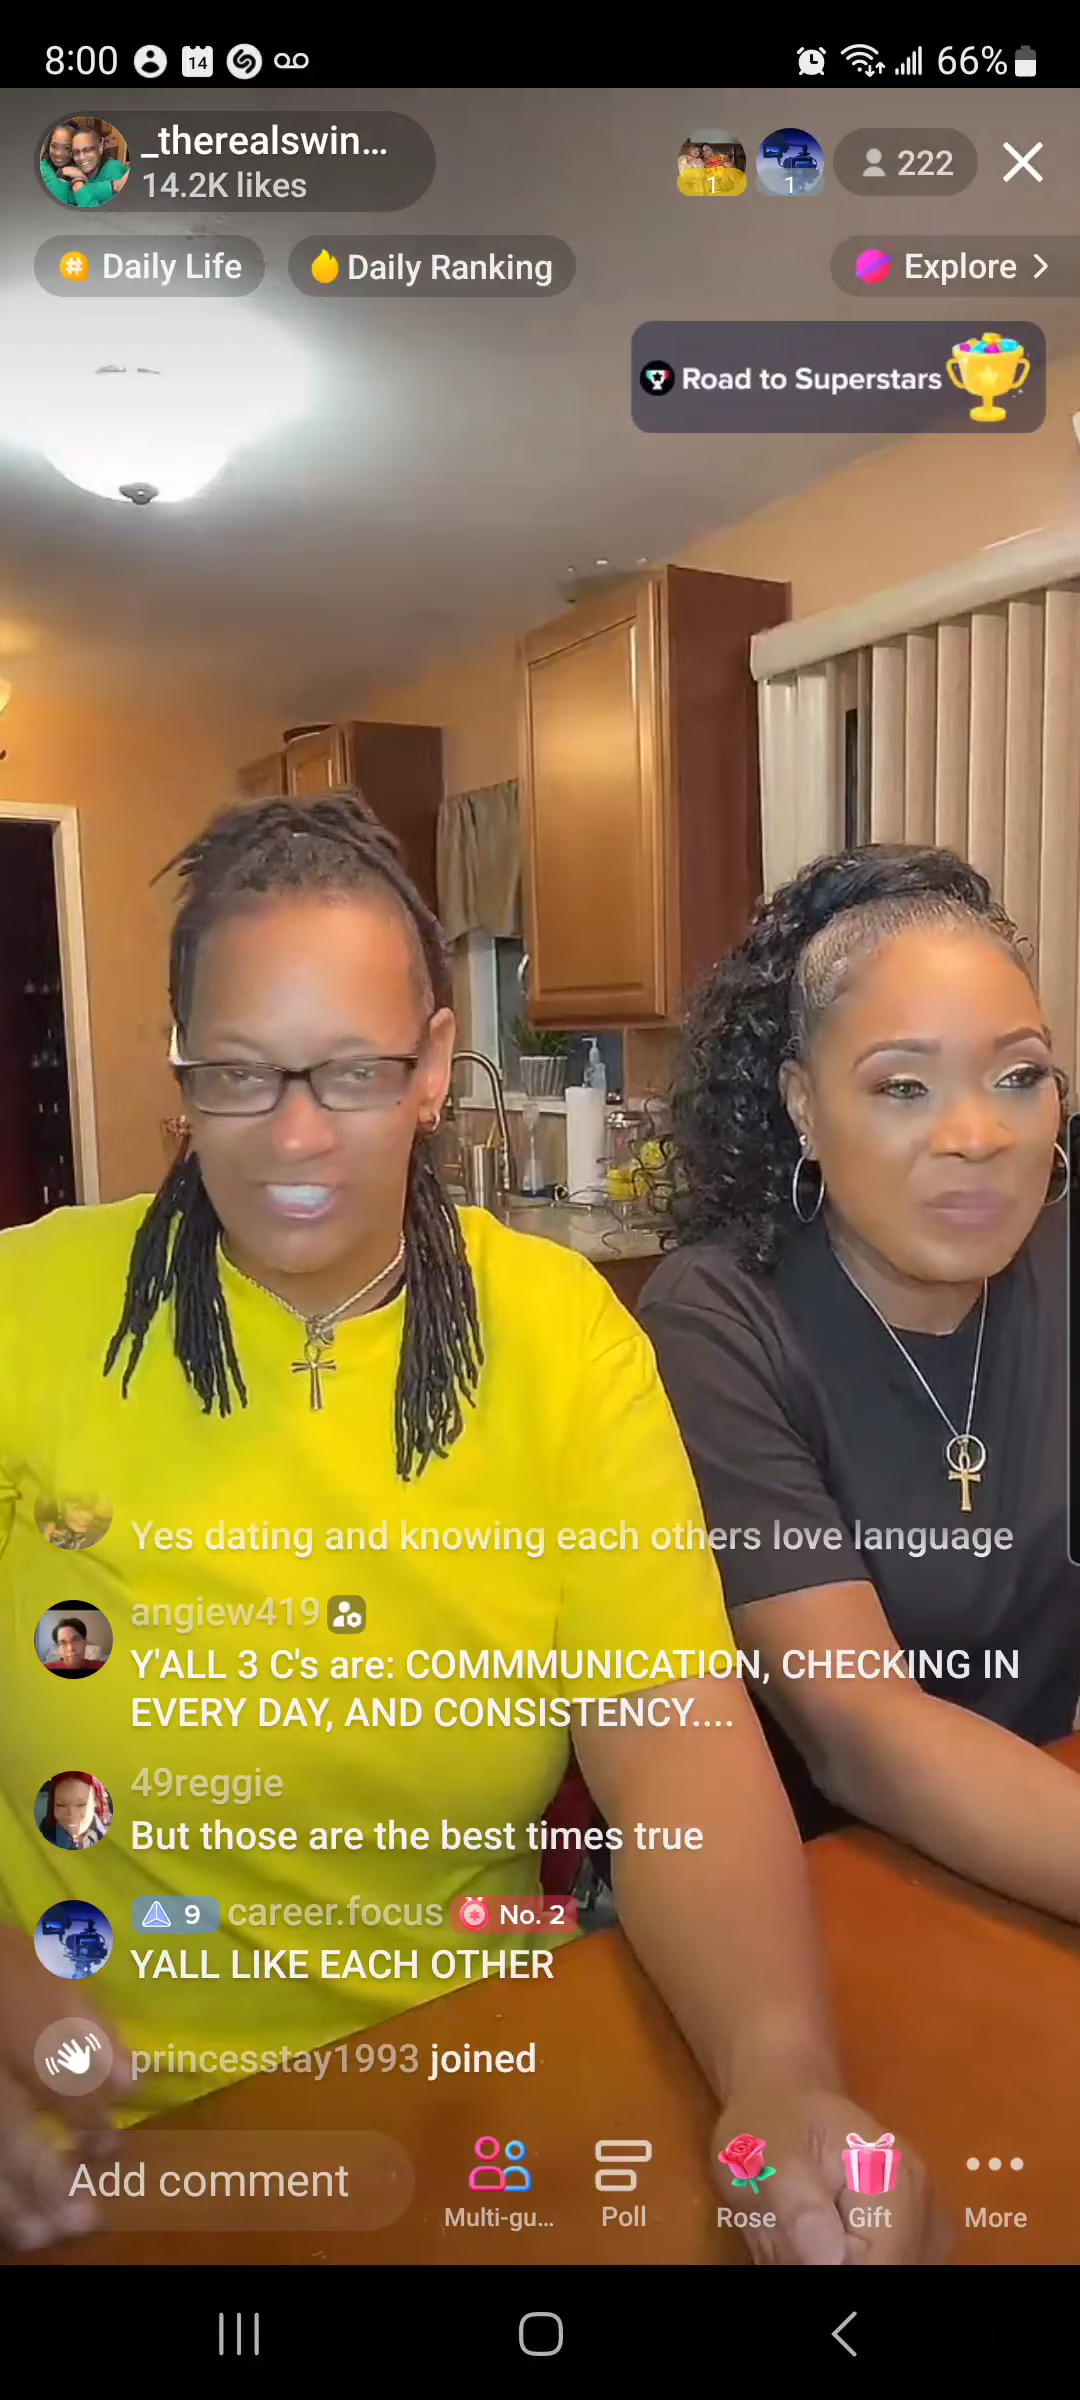 8:00 14 66%
_therealswin...
14.2K likes
1 1 222
Daily Life Daily Ranking Explore >
Road to Superstars
Yes dating and knowing each others love language
angiew419
Y'ALL 3 C's are: COMMMUNICATION, CHECKING IN
EVERY DAY, AND CONSISTENCY....
49reggie
But those are the best times true
9 career.focus No. 2
YALL LIKE EACH OTHER
princesstay1993 joined
Add comment
Multi-gu... Poll Rose Gift More